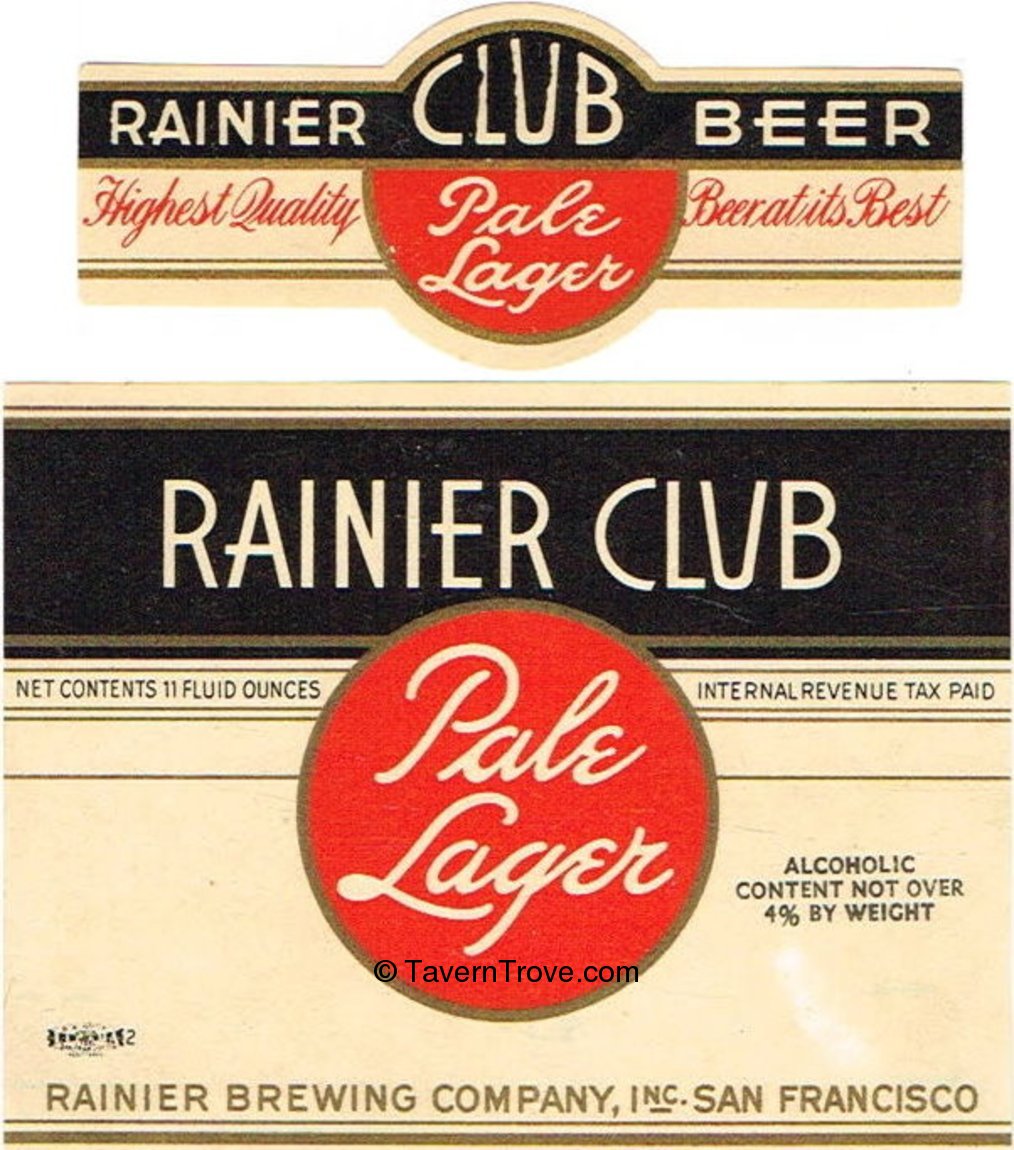 RAINIER CLUB BEER
Highest Quality
Pale
Lager
Beer at its Best
RAINIER CLUB
NET CONTENTS 11 FLUID OUNCES
INTERNAL REVENUE TAX PAID
Pale
Lager
ALCOHOLIC
CONTENT NOT OVER
4% BY WEIGHT
© TavernTrove.com
RAINIER BREWING COMPANY, INC. SAN FRANCISCO